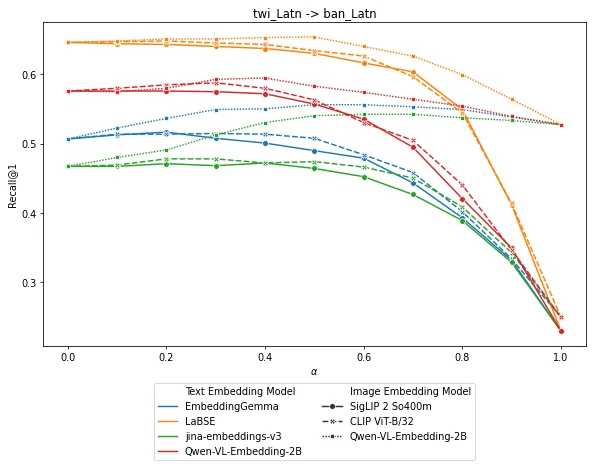 twi_Latn -> ban_Latn
Recall@1
0.6
0.5
0.4
0.3
0.0 0.2 0.4 0.6 0.8 1.0
α
Text Embedding Model Image Embedding Model
EmbeddingGemma SigLIP 2 So400m
LaBSE CLIP ViT-B/32
jina-embeddings-v3 Qwen-VL-Embedding-2B
Qwen-VL-Embedding-2B